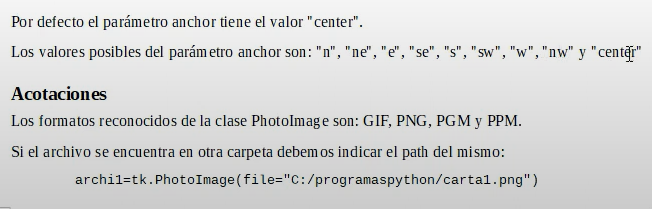 Por defecto el parámetro anchor tiene el valor "center".
Los valores posibles del parámetro anchor son: "n", "ne", "e", "se", "s", "sw", "w", "nw" y "center"
Acotaciones
Los formatos reconocidos de la clase PhotoImage son: GIF, PNG, PGM y PPM.
Si el archivo se encuentra en otra carpeta debemos indicar el path del mismo:
archi1=tk.PhotoImage(file="C:/programaspython/carta1.png")